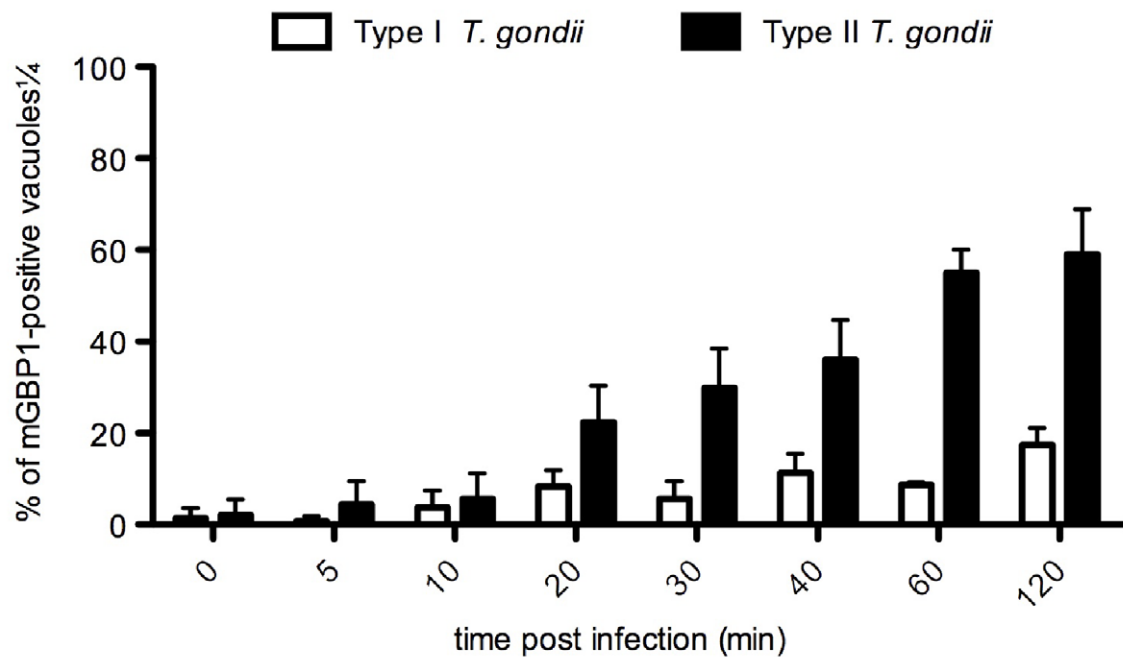 Type I T. gondii Type II T. gondii
% of mGBP1-positive vacuoles¼
100
80
60
40
20
0
0 5 10 20 30 40 60 120
time post infection (min)